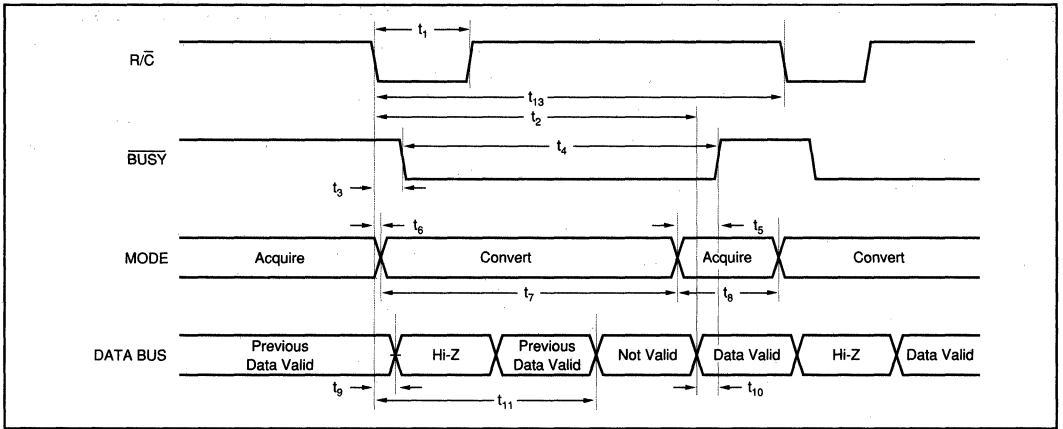 t1
R/C̅
t13
t2
B̅U̅S̅Y̅
t4
t3
t6
t5
MODE
Acquire
Convert
Acquire
Convert
t7
t8
DATA BUS
Previous
Data Valid
Hi-Z
Previous
Data Valid
Not Valid
Data Valid
Hi-Z
Data Valid
t9
t11
t10